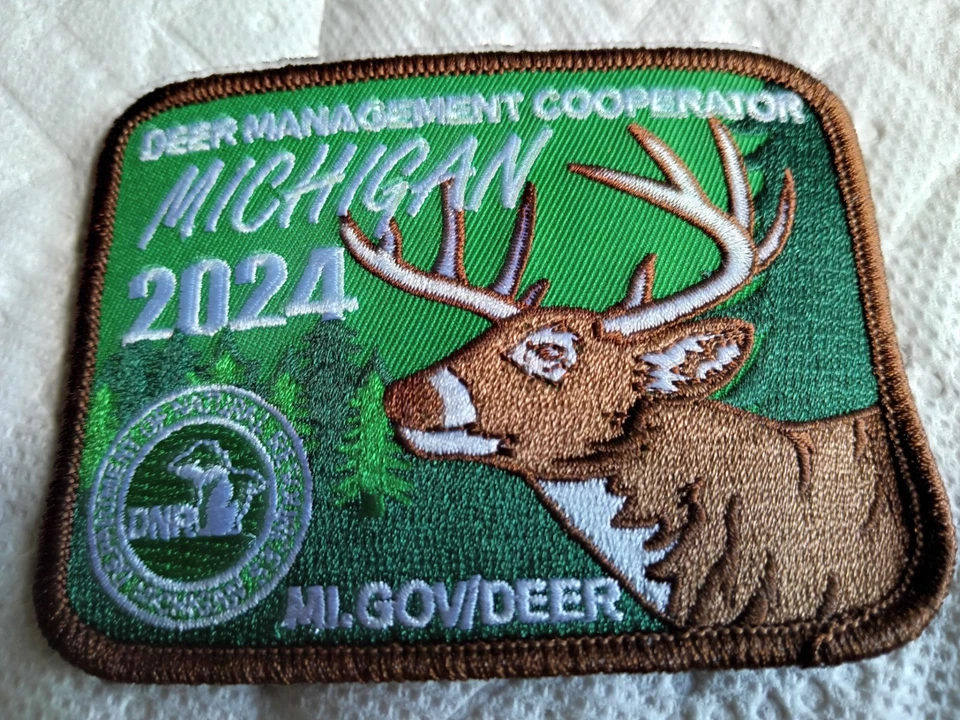 DEER MANAGEMENT COOPERATOR
MICHIGAN
2024
DNR
MI.GOV/DEER